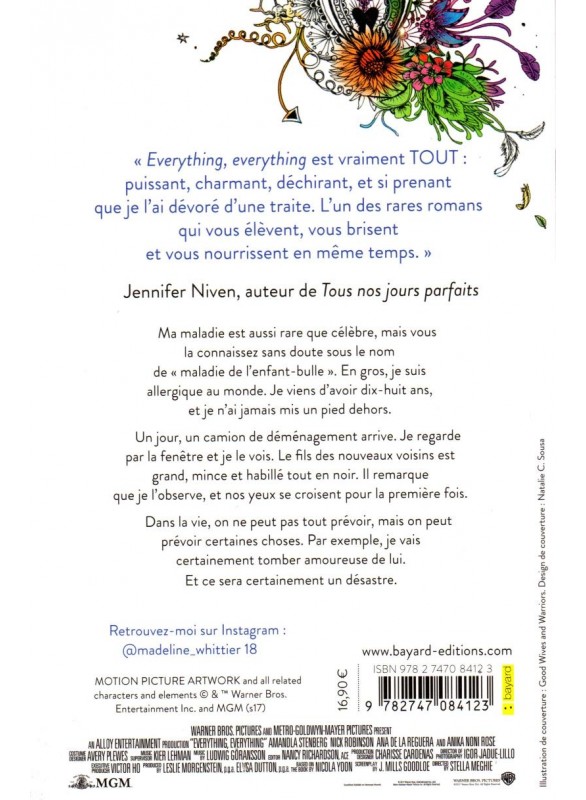 « Everything, everything est vraiment TOUT :
puissant, charmant, déchirant, et si prenant
que je l'ai dévoré d'une traite. L'un des rares romans
qui vous élèvent, vous brisent
et vous nourrissent en même temps. »
Jennifer Niven, auteur de Tous nos jours parfaits
Ma maladie est aussi rare que célèbre, mais vous
la connaissez sans doute sous le nom
de « maladie de l'enfant-bulle ». En gros, je suis
allergique au monde. Je viens d'avoir dix-huit ans,
et je n'ai jamais mis un pied dehors.
Un jour, un camion de déménagement arrive. Je regarde
par la fenêtre et je le vois. Le fils des nouveaux voisins est
grand, mince et habillé tout en noir. Il remarque
que je l'observe, et nos yeux se croisent pour la première fois.
Dans la vie, on ne peut pas tout prévoir, mais on peut
prévoir certaines choses. Par exemple, je vais
certainement tomber amoureuse de lui.
Et ce sera certainement un désastre.
Retrouvez-moi sur Instagram :
@madeline_whittier 18
MOTION PICTURE ARTWORK and all related
characters and elements © & ™ Warner Bros.
Entertainment Inc. and MGM (s17)
16,90 €
www.bayard-editions.com
ISBN 978 2 7470 8412 3
9 782747 084123
bayard
Illustration de couverture : Good Wives and Warriors. Design de couverture : Natalie C. Sousa
WARNER BROS. PICTURES AND METRO-GOLDWYN-MAYER PICTURES PRESENT
AN ALLOY ENTERTAINMENT PRODUCTION "EVERYTHING, EVERYTHING" AMANDLA STENBERG NICK ROBINSON ANA DE LA REGUERA AND ANIKA NONI ROSE
COSTUME DESIGNER AVERY PLEWES MUSIC SUPERVISOR KIER LEHMAN MUSIC BY LUDWIG GÖRANSSON EDITOR NANCY RICHARDSON, ACE PRODUCTION DESIGNER CHARISSE CARDENAS DIRECTOR OF PHOTOGRAPHY IGOR JADUE-LILLO
EXECUTIVE PRODUCER VICTOR HO PRODUCED BY LESLIE MORGENSTEIN, p.g.a. ELYSA DUTTON, p.g.a. BASED ON THE BOOK BY NICOLA YOON SCREENPLAY BY J. MILLS GOODLOE DIRECTED BY STELLA MEGHIE
MGM
WARNER BROS. PICTURES